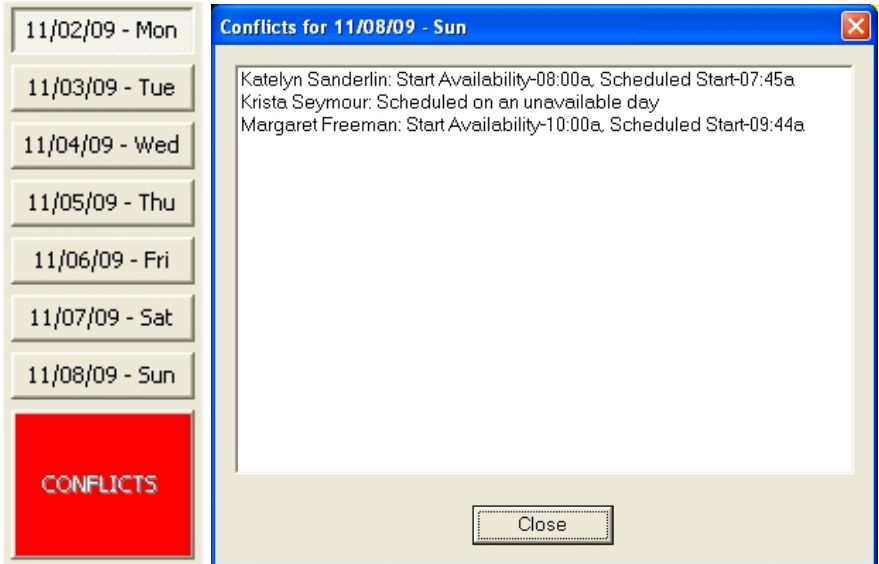 11/02/09 - Mon
11/03/09 - Tue
11/04/09 - Wed
11/05/09 - Thu
11/06/09 - Fri
11/07/09 - Sat
11/08/09 - Sun
CONFLICTS
Conflicts for 11/08/09 - Sun
Katelyn Sanderlin: Start Availability-08:00a, Scheduled Start-07:45a
Krista Seymour: Scheduled on an unavailable day
Margaret Freeman: Start Availability-10:00a, Scheduled Start-09:44a
Close